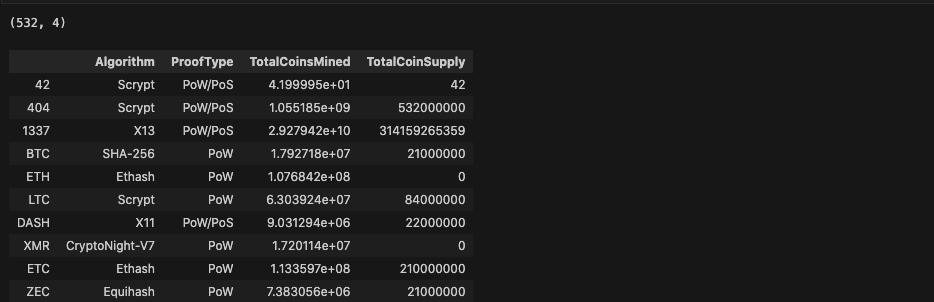 (532, 4)
Algorithm ProofType TotalCoinsMined TotalCoinSupply
42 Scrypt PoW/PoS 4.199995e+01 42
404 Scrypt PoW/PoS 1.055185e+09 532000000
1337 X13 PoW/PoS 2.927942e+10 314159265359
BTC SHA-256 PoW 1.792718e+07 21000000
ETH Ethash PoW 1.076842e+08 0
LTC Scrypt PoW 6.303924e+07 84000000
DASH X11 PoW/PoS 9.031294e+06 22000000
XMR CryptoNight-V7 PoW 1.720114e+07 0
ETC Ethash PoW 1.133597e+08 210000000
ZEC Equihash PoW 7.383056e+06 21000000